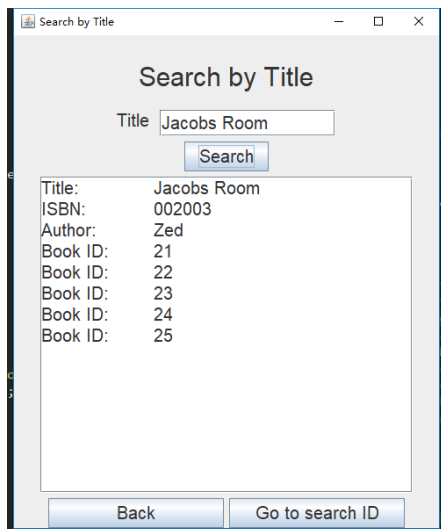 Search by Title
Search by Title
Title Jacobs Room
Search
Title: Jacobs Room
ISBN: 002003
Author: Zed
Book ID: 21
Book ID: 22
Book ID: 23
Book ID: 24
Book ID: 25
Back Go to search ID